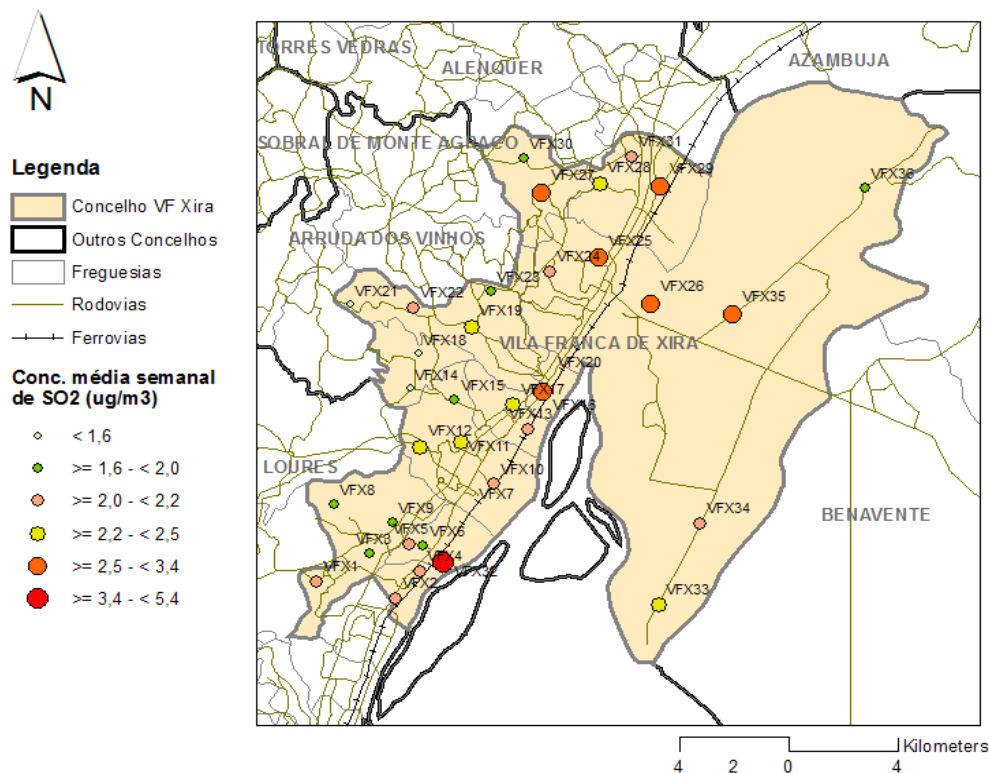 N
Legenda
Concelho VF Xira
Outros Concelhos
Freguesias
Rodovias
Ferrovias
Conc. média semanal
de SO2 (ug/m3)
< 1,6
>= 1,6 - < 2,0
>= 2,0 - < 2,2
>= 2,2 - < 2,5
>= 2,5 - < 3,4
>= 3,4 - < 5,4
TORRES VEDRAS
ALENQUER
AZAMBUJA
SOBRAL DE MONTE AGRAÇO
VFX30
VFX31
VFX28
VFX29
VFX27
VFX36
ARRUDA DOS VINHOS
VFX25
VFX24
VFX23
VFX21
VFX22
VFX26
VFX35
VFX19
VFX18
VILA FRANCA DE XIRA
VFX20
VFX14
VFX15
VFX17
VFX16
VFX13
VFX12
VFX11
LOURES
VFX10
VFX8
VFX7
VFX9
VFX34
BENAVENTE
VFX5
VFX6
VFX3
VFX4
VFX1
VFX32
VFX2
VFX33
Kilometers
4 2 0 4